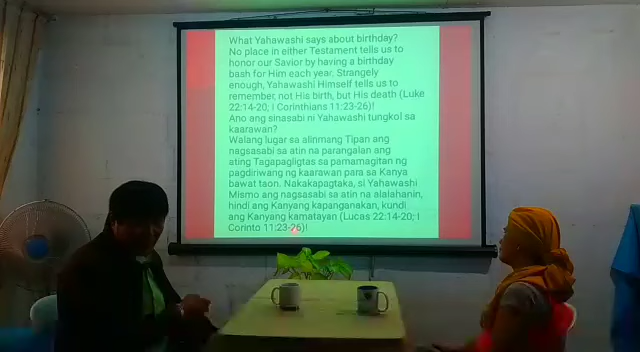 What Yahawashi says about birthday?
No place in either Testament tells us to
honor our Savior by having a birthday
bash for Him each year. Strangely
enough, Yahawashi Himself tells us to
remember, not His birth, but His death (Luke
22:14-20; I Corinthians 11:23-26)!
Ano ang sinasabi ni Yahawashi tungkol sa
kaarawan?
Walang lugar sa alinmang Tipan ang
nagsasabi sa atin na parangalan ang
ating Tagapagligtas sa pamamagitan ng
pagdiriwang ng kaarawan para sa Kanya
bawat taon. Nakakapagtaka, si Yahawashi
Mismo ang nagsasabi sa atin na alalahanin,
hindi ang Kanyang kapanganakan, kundi
ang Kanyang kamatayan (Lucas 22:14-20; I
Corinto 11:23-26)!